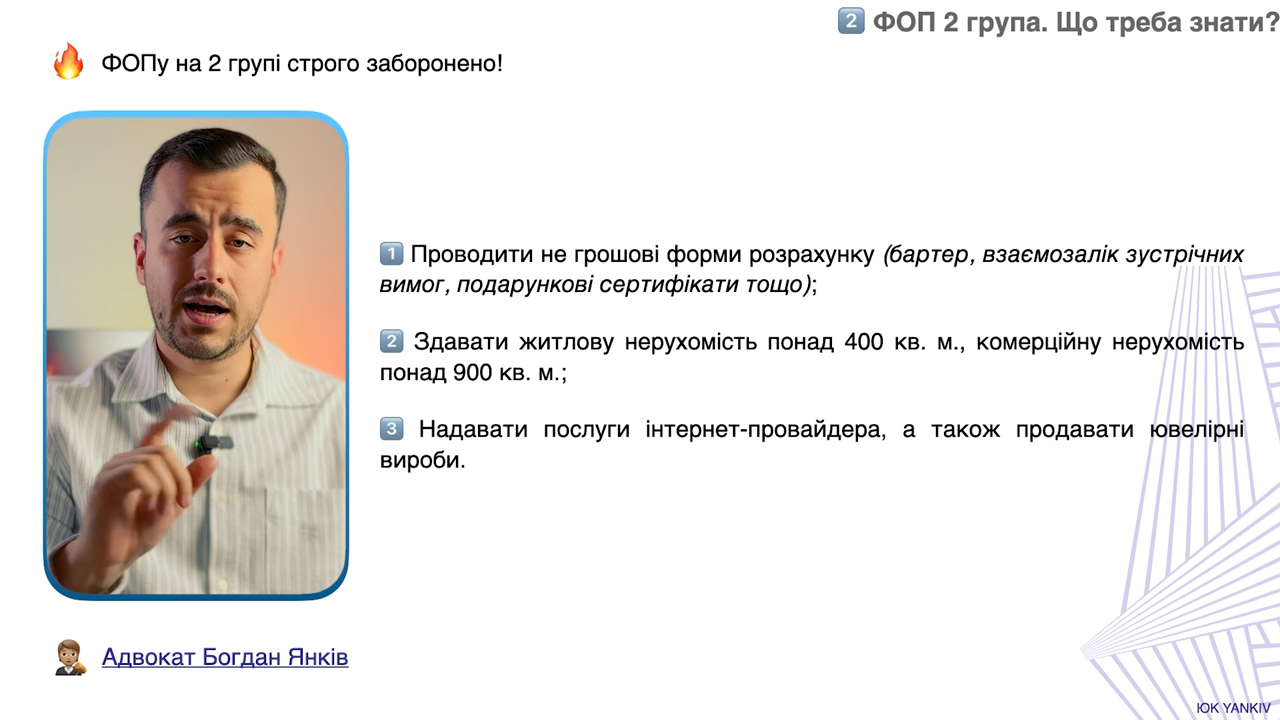 2 ФОП 2 група. Що треба знати?
🔥 ФОПу на 2 групі строго заборонено!
1 Проводити не грошові форми розрахунку (бартер, взаємозалік зустрічних
вимог, подарункові сертифікати тощо);
2 Здавати житлову нерухомість понад 400 кв. м., комерційну нерухомість
понад 900 кв. м.;
3 Надавати послуги інтернет-провайдера, а також продавати ювелірні
вироби.
Адвокат Богдан Янків
ЮК YANKIV